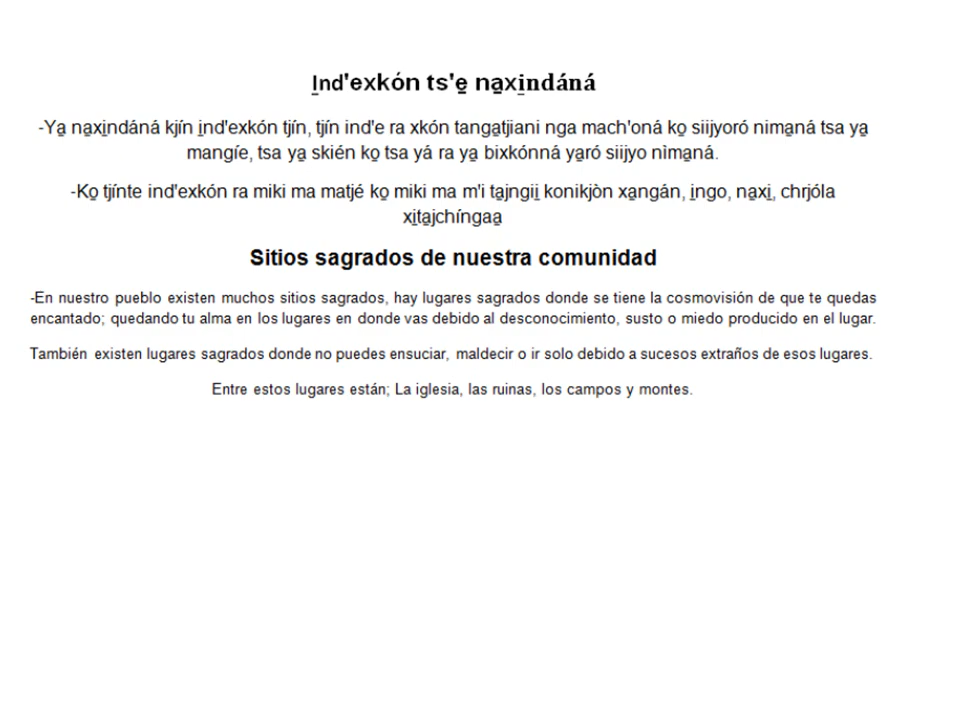 I̱nd'exkón ts'e̱ na̱xi̱ndáná
-Ya̱ na̱xi̱ndáná kjín i̱nd'exkón tjín, tjín ind'e ra xkón tanga̱tjiani nga mach'oná ko̱ siijyoró nima̱ná tsa ya̱
mangíe, tsa ya̱ skién ko̱ tsa yá ra ya̱ bixkónná ya̱ró siijyo nìma̱ná.
-Ko̱ tjínte ind'exkón ra miki ma matjé ko̱ miki ma m'i ta̱jngii̱ konikjòn xa̱ngán, i̱ngo, na̱xi̱, chrjóla
xi̱ta̱jchíngaa̱
Sitios sagrados de nuestra comunidad
-En nuestro pueblo existen muchos sitios sagrados, hay lugares sagrados donde se tiene la cosmovisión de que te quedas
encantado; quedando tu alma en los lugares en donde vas debido al desconocimiento, susto o miedo producido en el lugar.
También existen lugares sagrados donde no puedes ensuciar, maldecir o ir solo debido a sucesos extraños de esos lugares.
Entre estos lugares están; La iglesia, las ruinas, los campos y montes.